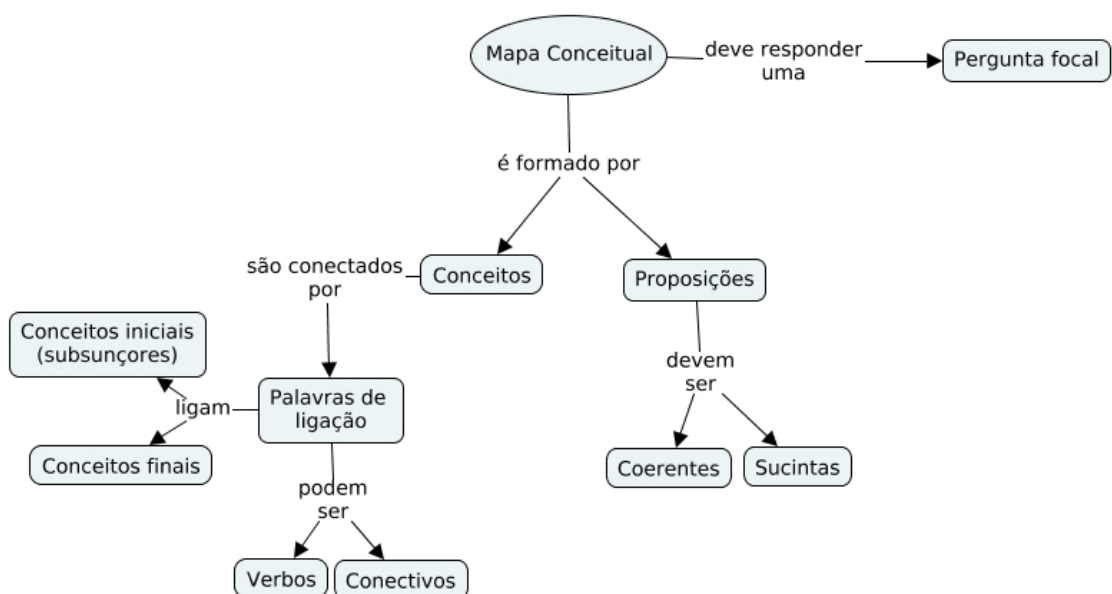 Mapa Conceitual
deve responder
uma
Pergunta focal
é formado por
Conceitos
Proposições
são conectados
por
Conceitos iniciais
(subsunçores)
ligam
Palavras de
ligação
Conceitos finais
podem
ser
Verbos
Conectivos
devem
ser
Coerentes
Sucintas